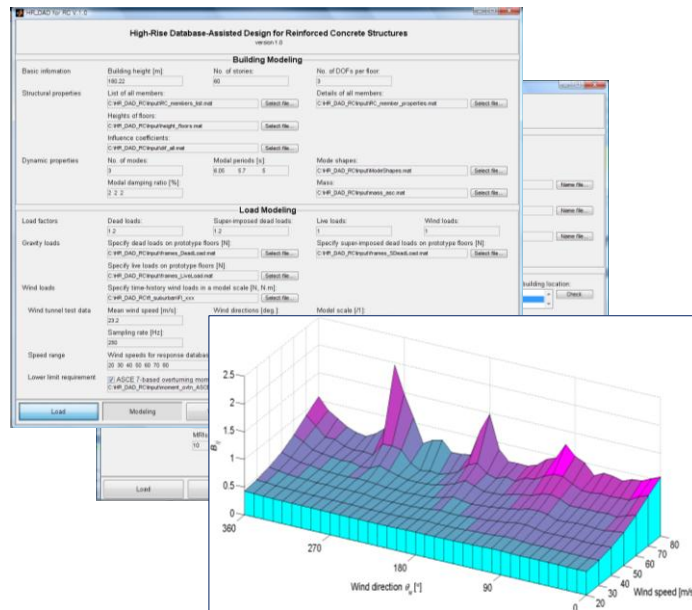 HR_DAD for RC V.1.0
High-Rise Database-Assisted Design for Reinforced Concrete Structures
version 1.0
Building Modeling
Basic information
Building height [m]:
No. of stories:
No. of DOFs per floor:
60
3
Structural properties
List of all members:
Details of all members:
C:\HR_DAD_RC\Input\RC_members_list.mat
Select file...
C:\HR_DAD_RC\Input\RC_member_properties.mat
Select file...
Heights of floors:
C:\HR_DAD_RC\Input\height_floors.mat
Select file...
Influence coefficients:
Select file...
Dynamic properties
No. of modes:
Modal periods [s]:
Mode shapes:
3
C:\HR_DAD_RC\Input\ModeShapes.mat
Select file...
Modal damping ratio [%]:
Mass:
2 2 2
C:\HR_DAD_RC\Input\mass_asc.mat
Select file...
Load Modeling
Load factors
Dead loads:
Super-imposed dead loads:
Live loads:
Wind loads:
1.2
1.2
1
1
Gravity loads
Specify dead loads on prototype floors [N]:
Specify super-imposed dead loads on prototype floors [N]:
C:\HR_DAD_RC\Input\frames_DeadLoad.mat
Select file...
C:\HR_DAD_RC\Input\frames_SDeadLoad.mat
Select file...
Specify live loads on prototype floors [N]:
C:\HR_DAD_RC\Input\frames_LiveLoad.mat
Select file...
Wind loads
Specify time-history wind loads in a model scale [N, N.m]:
Select file...
Wind tunnel test data
Mean wind speed [m/s]:
Wind directions [deg.]:
Model scale [/1]:
23.2
Sampling rate [Hz]:
250
Speed range
Wind speeds for response databas
20 30 40 50 60 70 80
Lower limit requirement
ASCE 7-based overturning mom
Load
Modeling
Name file...
Name file...
Name file...
building location:
Check
MRIs
10
Load
2.5
2
1.5
1
0.5
0
360
270
180
90
0
20
30
40
50
60
70
80
Wind direction θw [°]
Wind speed [m/s